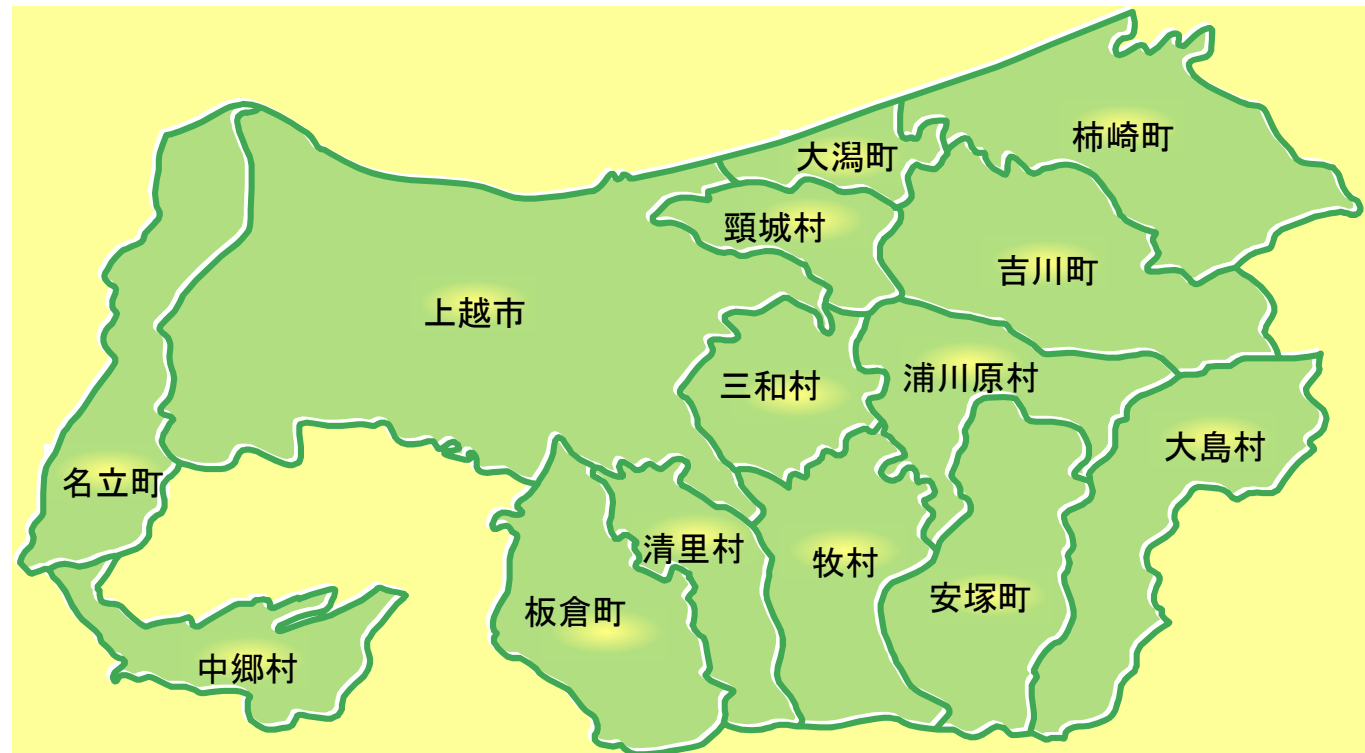 柿崎町
大潟町
頸城村
吉川町
上越市
三和村
浦川原村
大島村
名立町
清里村
牧村
安塚町
板倉町
中郷村